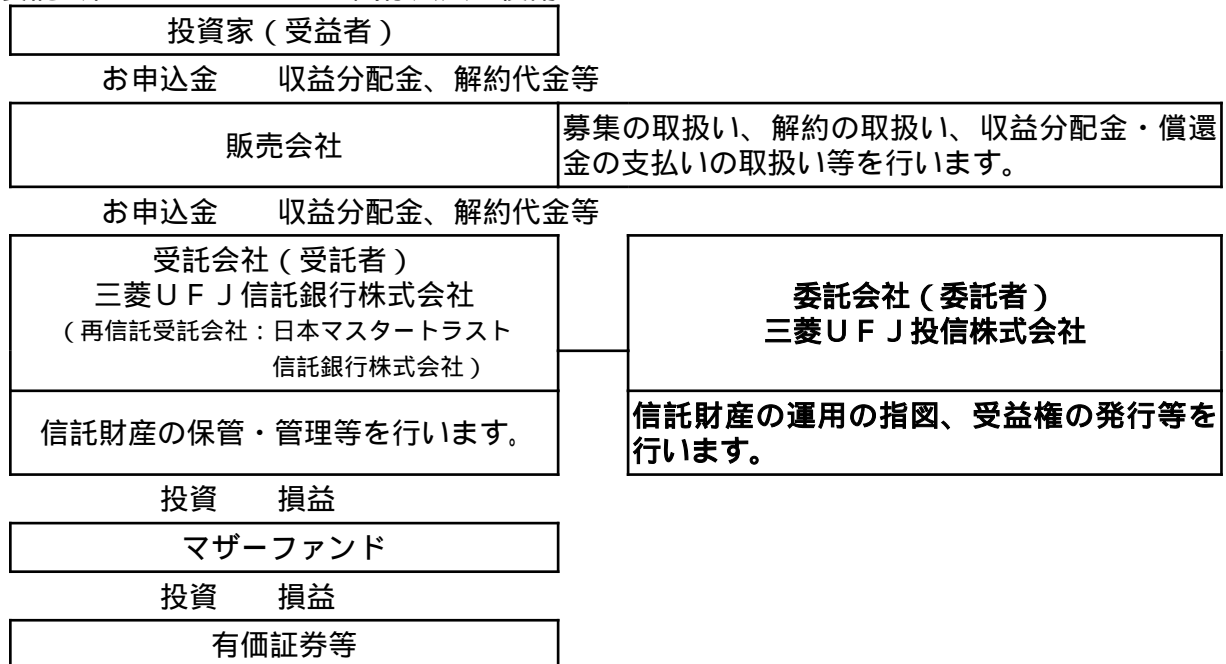 投資家（受益者）
お申込金　　収益分配金、解約代金等
販売会社
募集の取扱い、解約の取扱い、収益分配金・償還
金の支払いの取扱い等を行います。
お申込金　　収益分配金、解約代金等
受託会社（受託者）
三菱ＵＦＪ信託銀行株式会社
（再信託受託会社：日本マスタートラスト
信託銀行株式会社）
委託会社（委託者）
三菱ＵＦＪ投信株式会社
信託財産の保管・管理等を行います。
信託財産の運用の指図、受益権の発行等を
行います。
投資　　損益
マザーファンド
投資　　損益
有価証券等